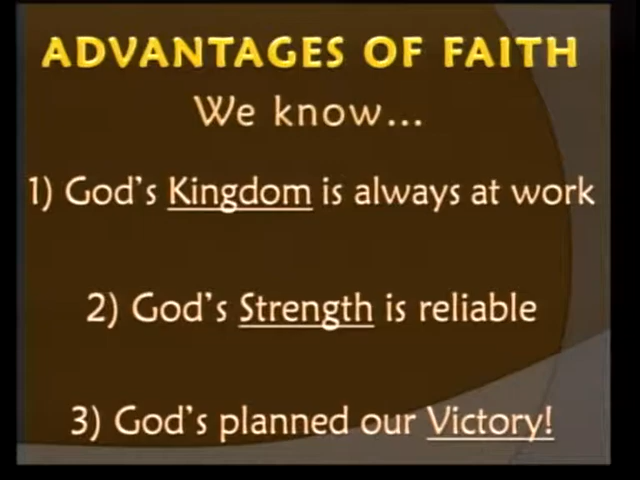 ADVANTAGES OF FAITH
We know...
1) God's Kingdom is always at work
2) God's Strength is reliable
3) God's planned our Victory!